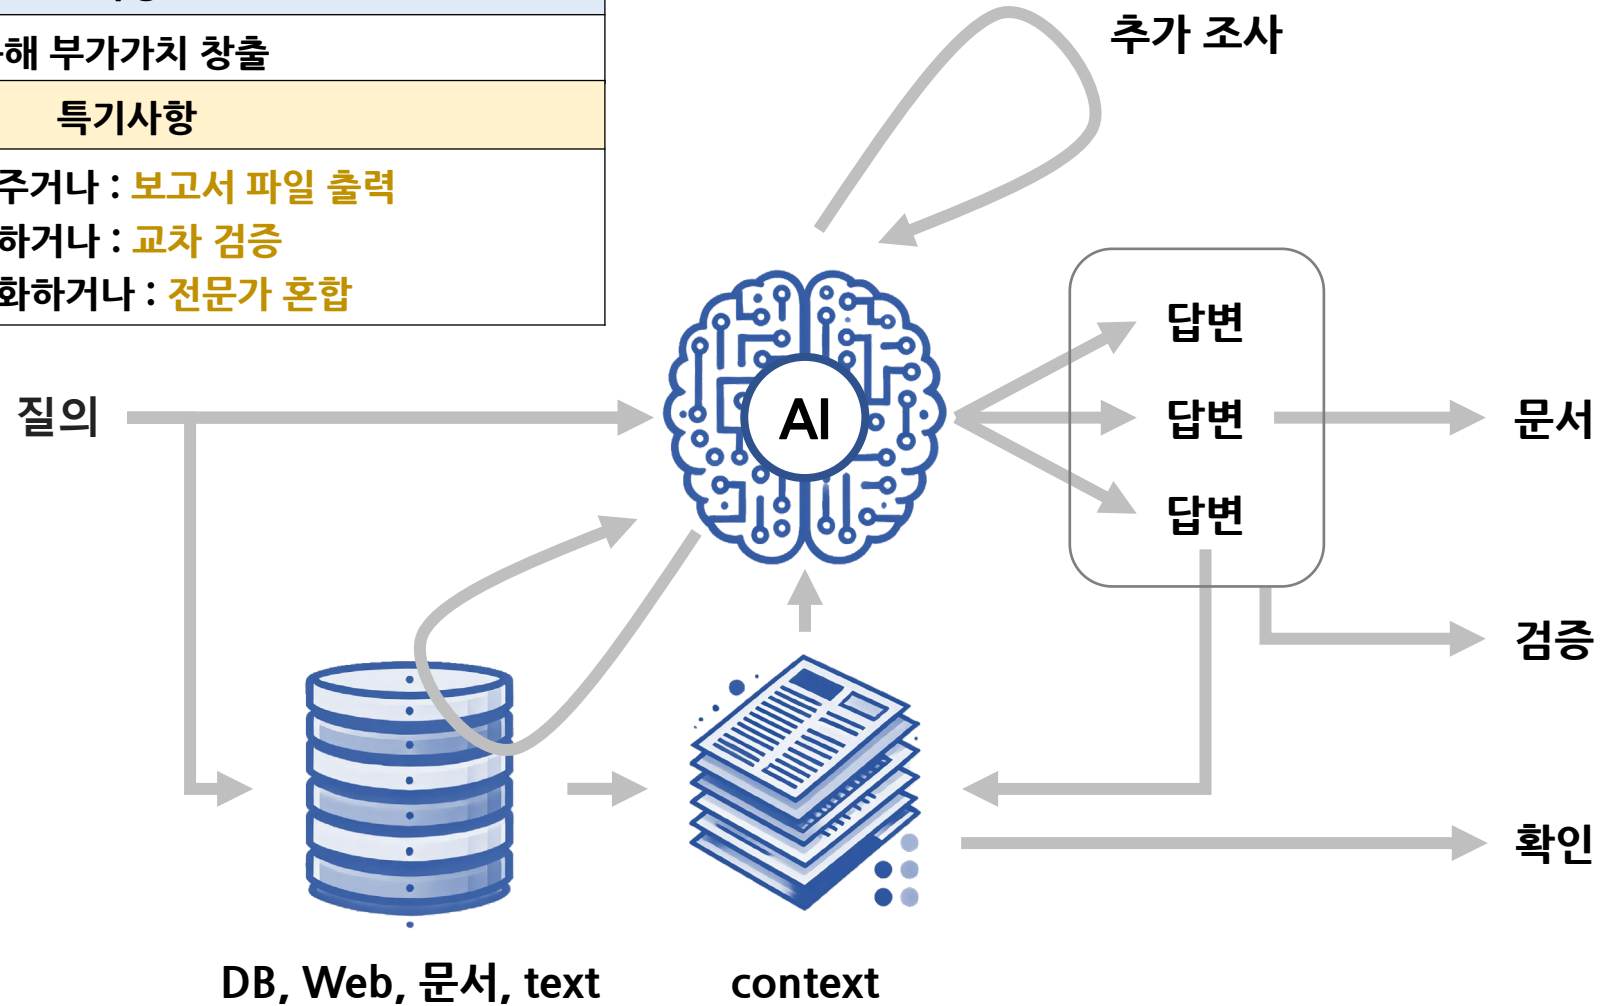 해 부가가치 창출
특기사항
주거나 : 보고서 파일 출력
하거나 : 교차 검증
화하거나 : 전문가 혼합
추가 조사
질의
AI
답변
답변
답변
문서
검증
확인
DB, Web, 문서, text
context